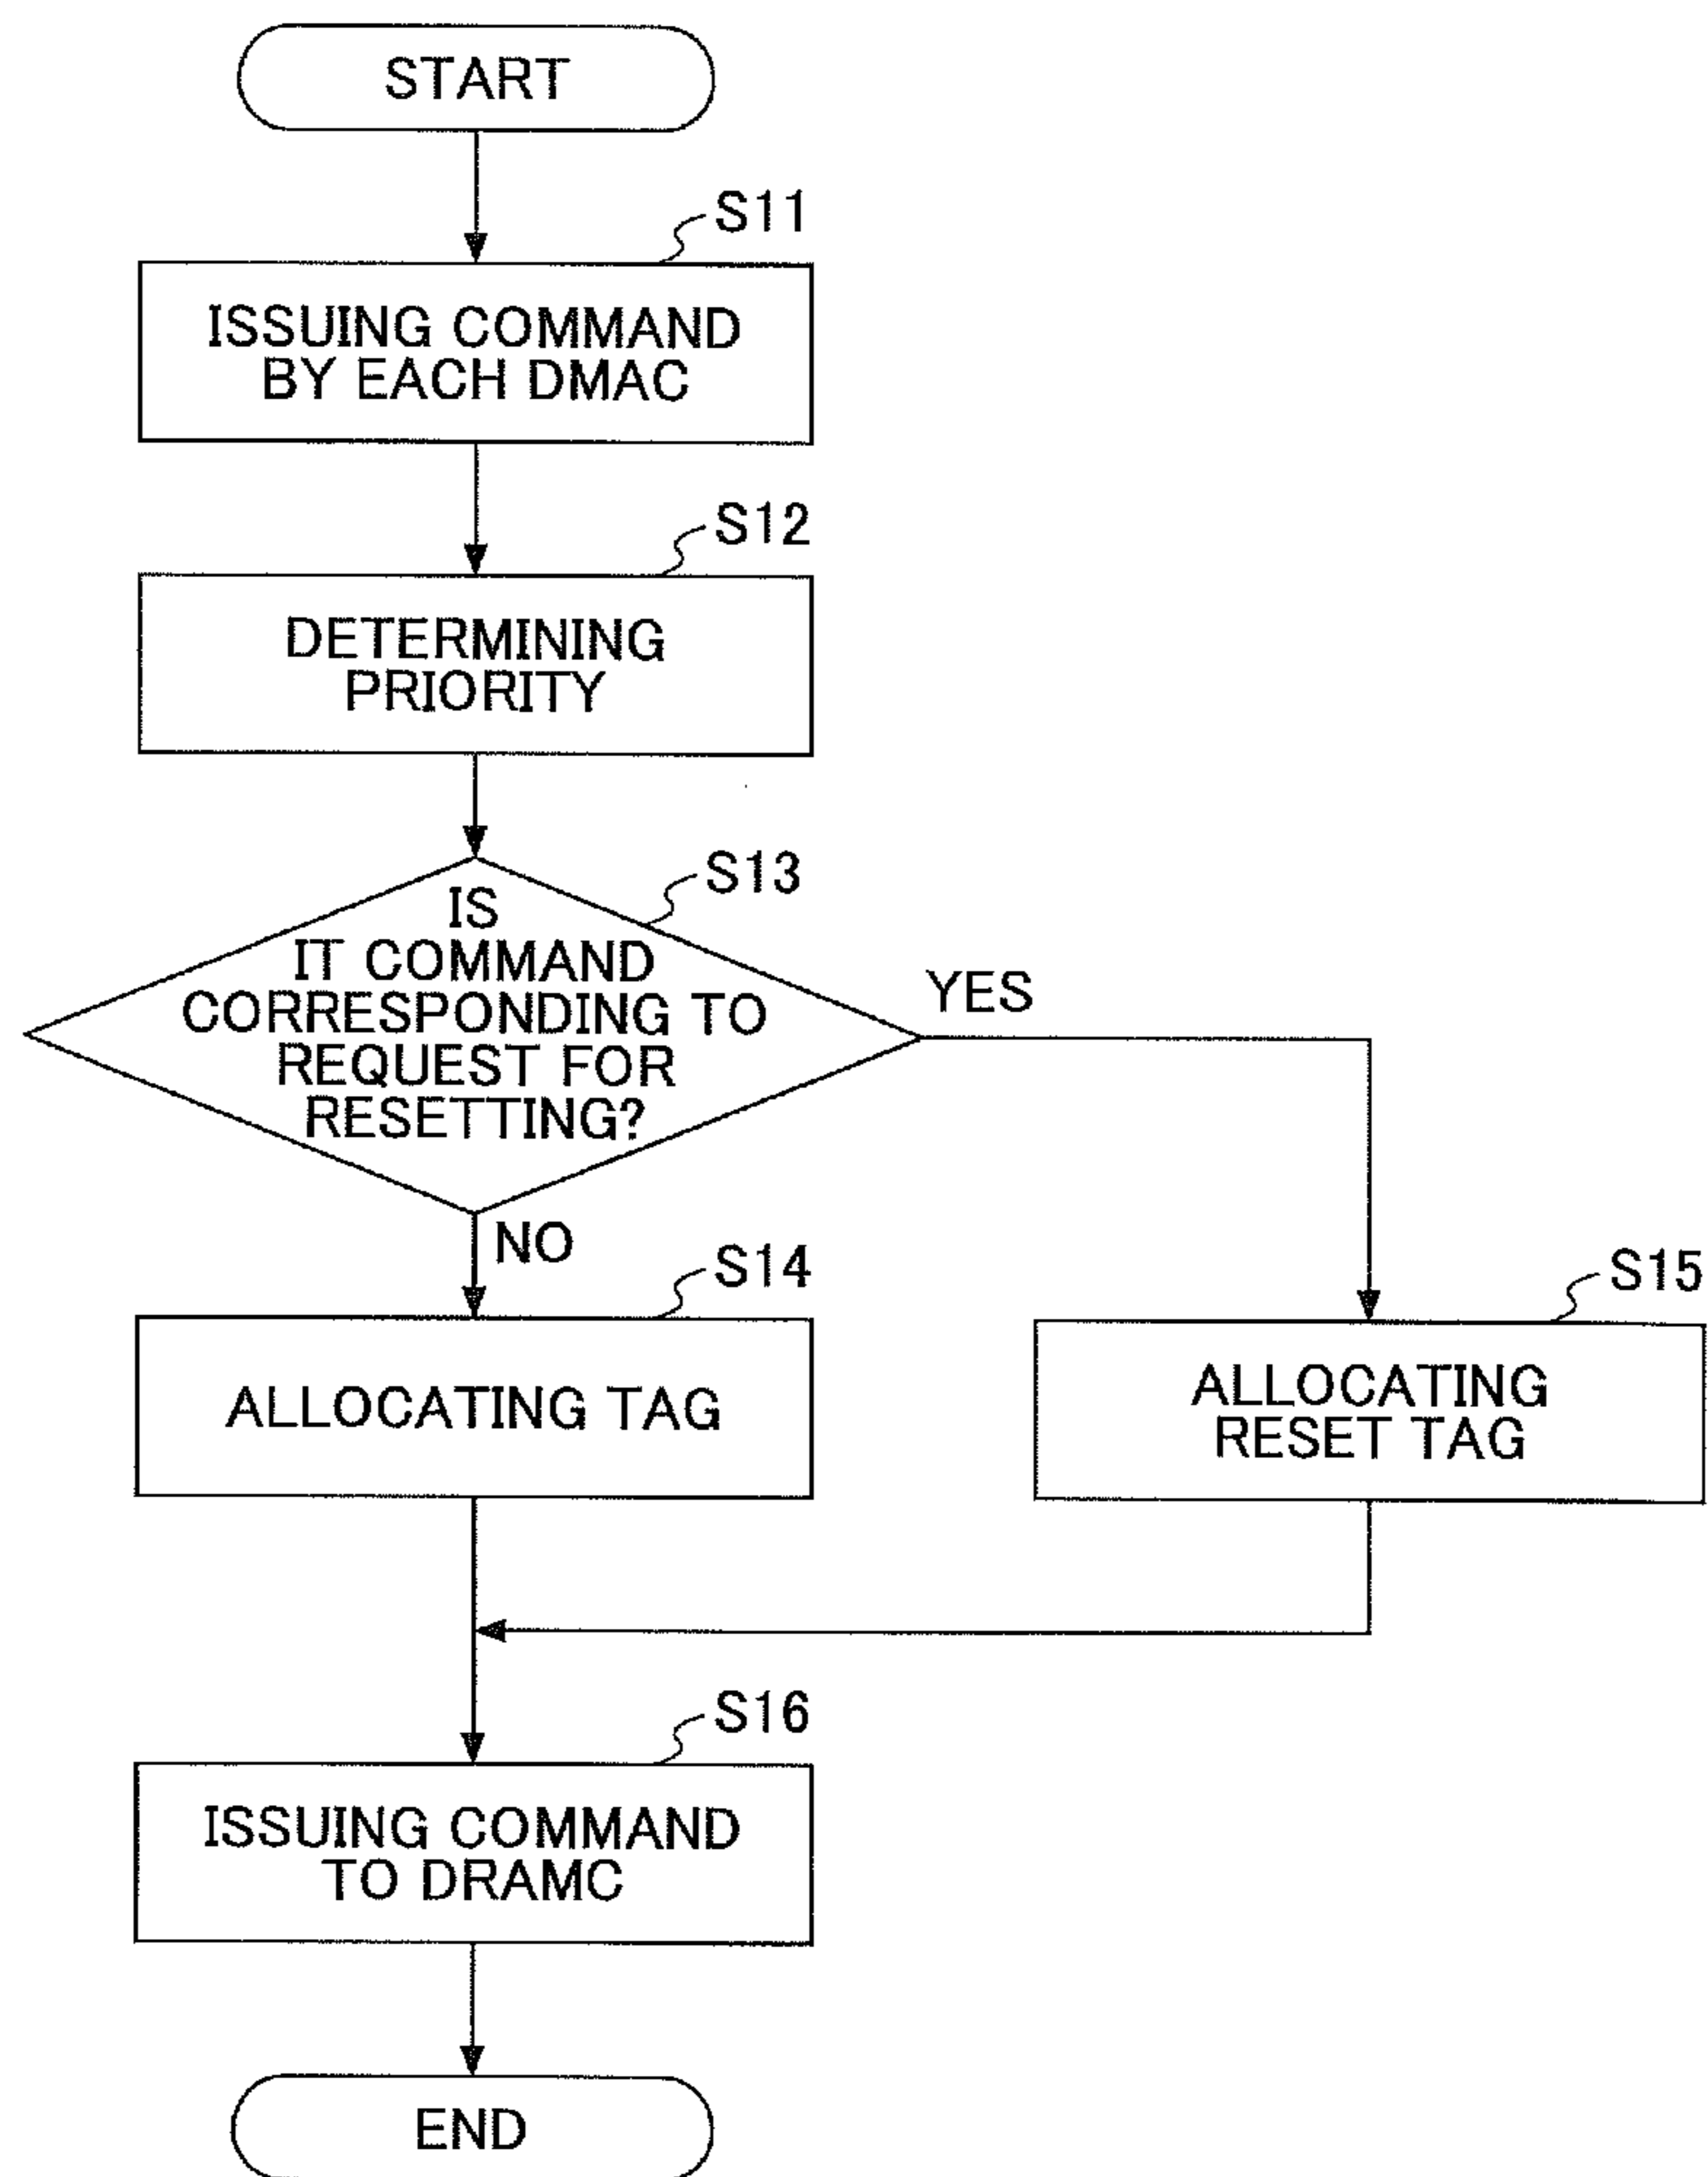 START
S11
ISSUING COMMAND
BY EACH DMAC
S12
DETERMINING
PRIORITY
S13
IS
IT COMMAND
CORRESPONDING TO
REQUEST FOR
RESETTING?
YES
NO
S14
ALLOCATING TAG
S15
ALLOCATING
RESET TAG
S16
ISSUING COMMAND
TO DRAMC
END